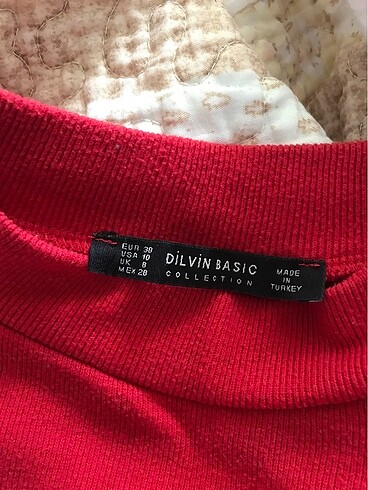 EUR 38
USA 10
UK 8
MEX 28
DİLVİN BASIC
COLLECTION
MADE
IN
TURKEY